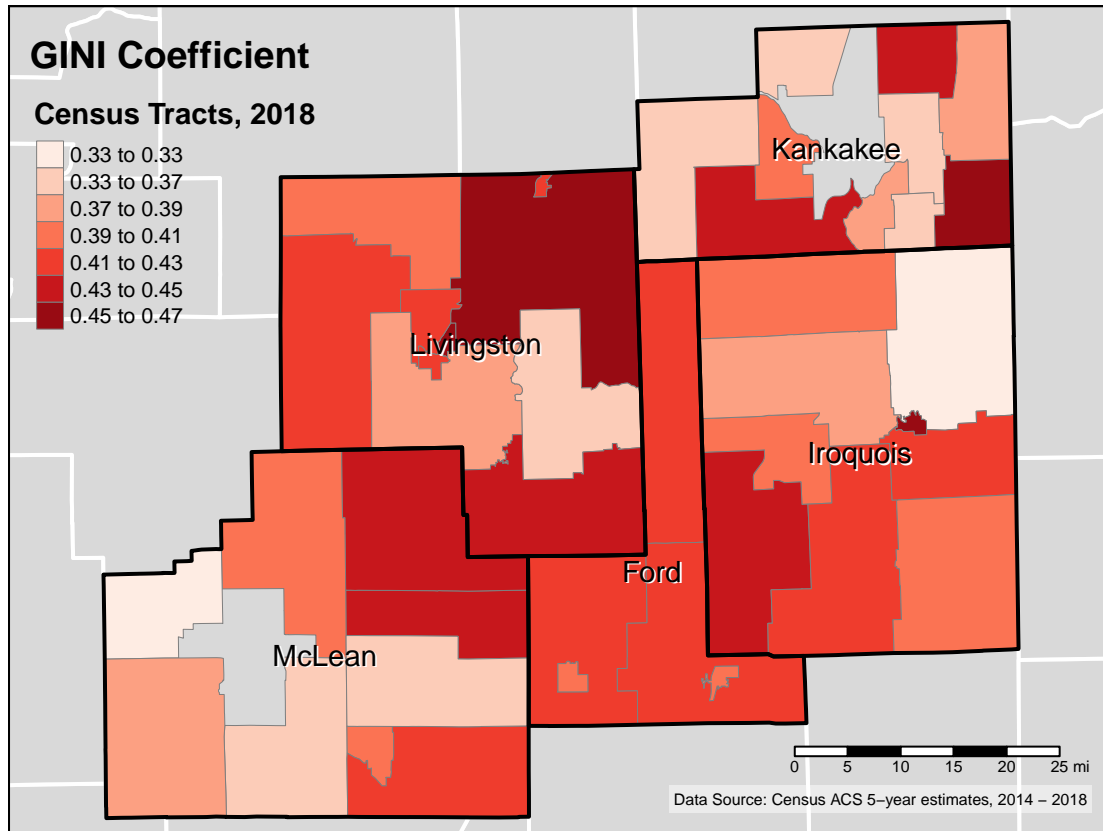 GINI Coefficient
Census Tracts, 2018
0.33 to 0.33
0.33 to 0.37
0.37 to 0.39
0.39 to 0.41
0.41 to 0.43
0.43 to 0.45
0.45 to 0.47
Kankakee
Livingston
Iroquois
Ford
McLean
0 5 10 15 20 25 mi
Data Source: Census ACS 5−year estimates, 2014 − 2018